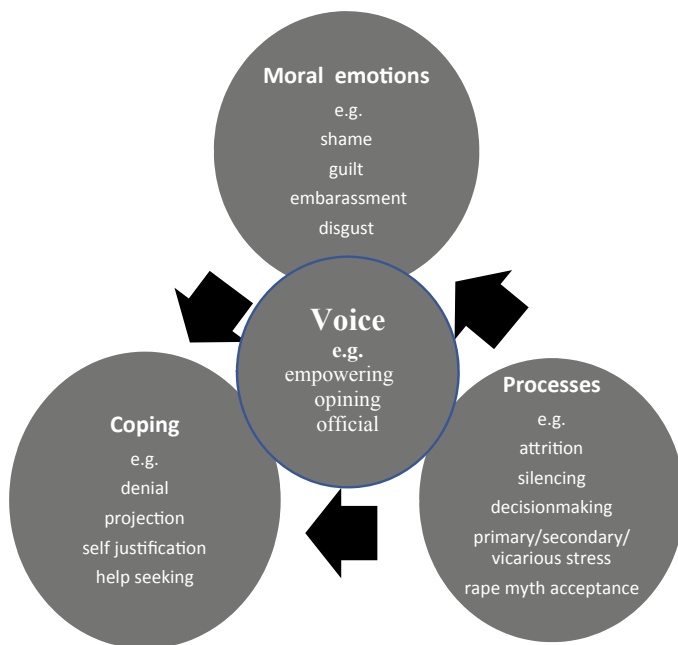 Moral emotions
e.g.
shame
guilt
embarassment
disgust
Voice
e.g.
empowering
opining
official
Coping
e.g.
denial
projection
self justification
help seeking
Processes
e.g.
attrition
silencing
decisionmaking
primary/secondary/
vicarious stress
rape myth acceptance